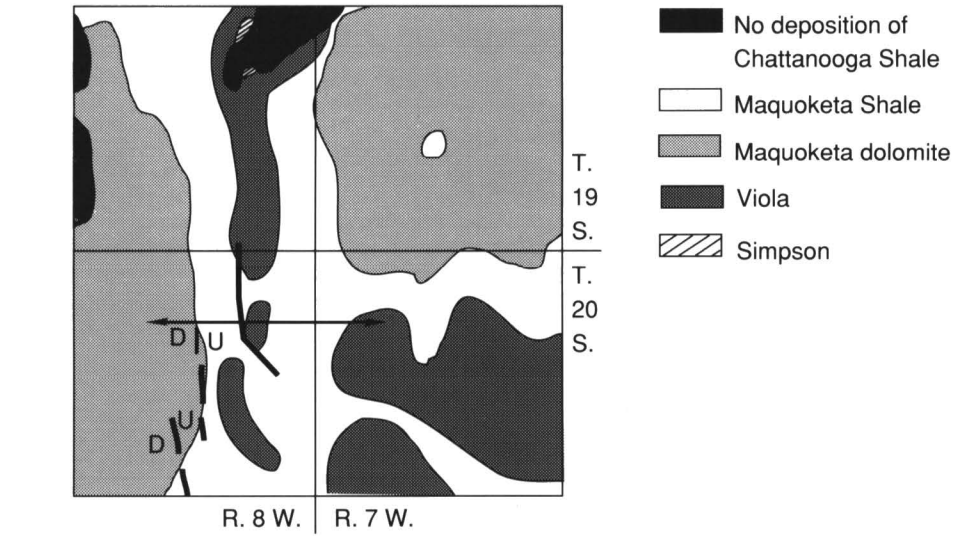 No deposition of
Chattanooga Shale
Maquoketa Shale
Maquoketa dolomite
Viola
Simpson
T.
19
S.
T.
20
S.
D U
U
D
R. 8 W. R. 7 W.